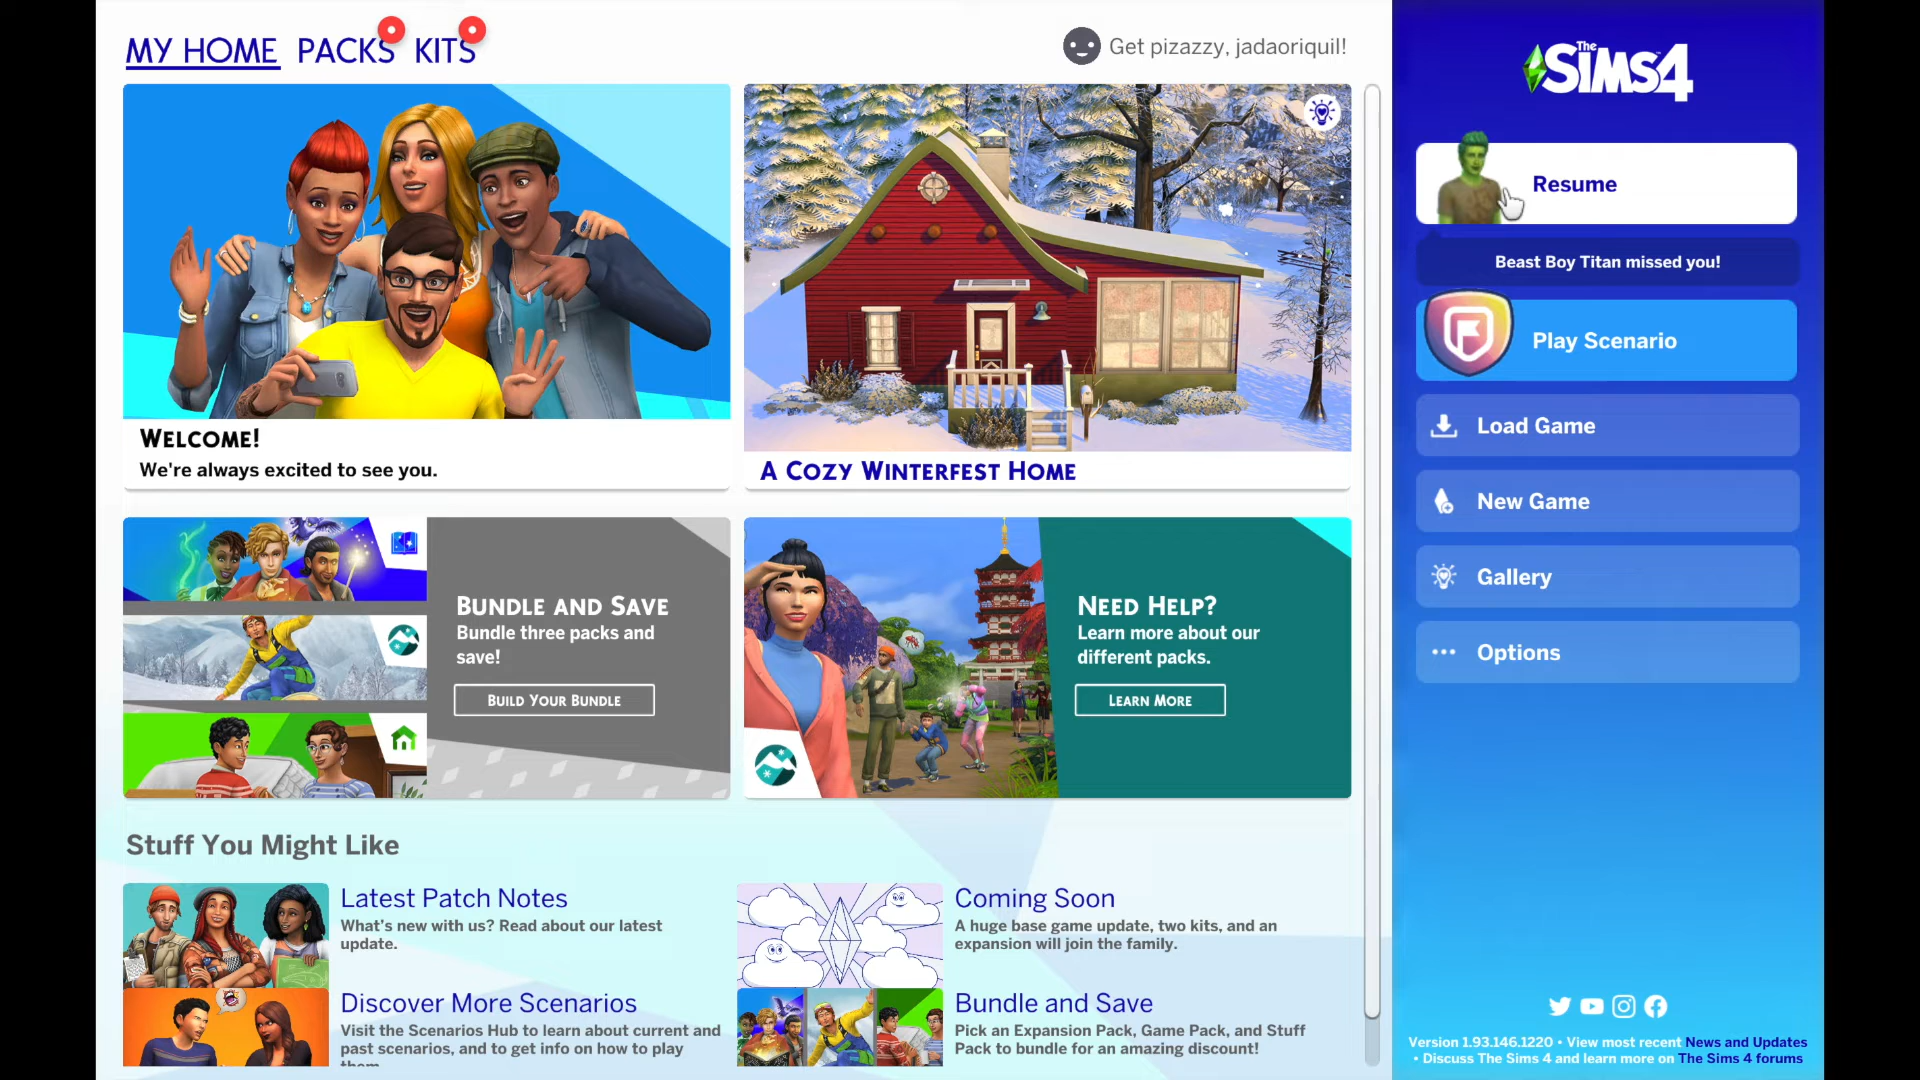 MY HOME PACKS KITS
Get pizazzy, jadaoriquil!
WELCOME!
We're always excited to see you.
A COZY WINTERFEST HOME
BUNDLE AND SAVE
Bundle three packs and
save!
BUILD YOUR BUNDLE
NEED HELP?
Learn more about our
different packs.
LEARN MORE
Stuff You Might Like
Latest Patch Notes
What's new with us? Read about our latest
update.
Coming Soon
A huge base game update, two kits, and an
expansion will join the family.
Discover More Scenarios
Visit the Scenarios Hub to learn about current and
past scenarios, and to get info on how to play
them
Bundle and Save
Pick an Expansion Pack, Game Pack, and Stuff
Pack to bundle for an amazing discount!
The SIMS 4
Resume
Beast Boy Titan missed you!
Play Scenario
Load Game
New Game
Gallery
Options
Version 1.93.146.1220 • View most recent News and Updates
• Discuss The Sims 4 and learn more on The Sims 4 forums